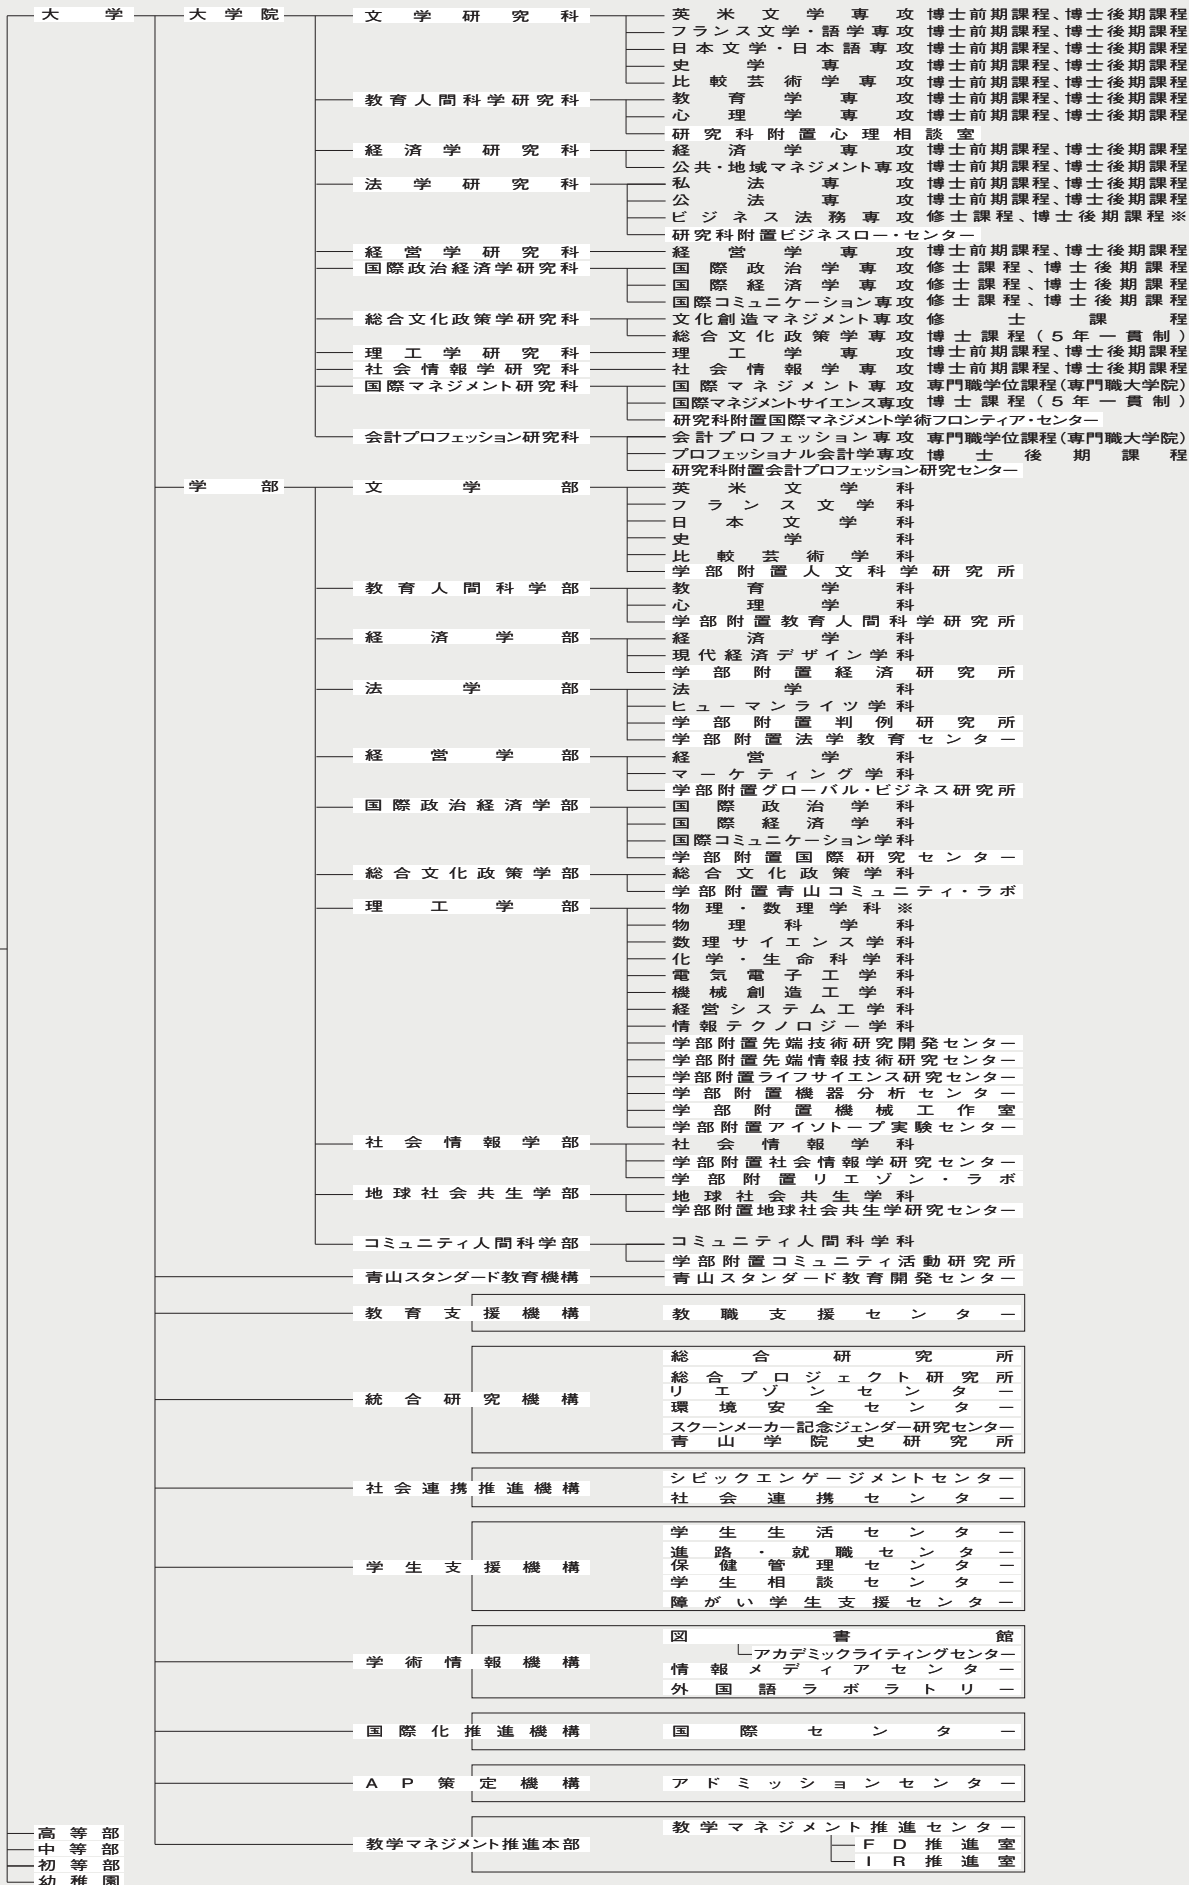 大学 大学院 文学研究科 英米文学専攻 博士前期課程、博士後期課程
フランス文学・語学専攻 博士前期課程、博士後期課程
日本文学・日本語専攻 博士前期課程、博士後期課程
史学専攻 博士前期課程、博士後期課程
比較芸術学専攻 博士前期課程、博士後期課程
教育人間科学研究科 教育学専攻 博士前期課程、博士後期課程
心理学専攻 博士前期課程、博士後期課程
研究科附置心理相談室
経済学研究科 経済学専攻 博士前期課程、博士後期課程
公共・地域マネジメント専攻 博士前期課程、博士後期課程
法学研究科 私法専攻 博士前期課程、博士後期課程
公法専攻 博士前期課程、博士後期課程
ビジネス法務専攻 修士課程、博士後期課程※
研究科附置ビジネスロー・センター
経営学研究科 経営学専攻 博士前期課程、博士後期課程
国際政治経済学研究科 国際政治学専攻 修士課程、博士後期課程
国際経済学専攻 修士課程、博士後期課程
国際コミュニケーション専攻 修士課程、博士後期課程
総合文化政策学研究科 文化創造マネジメント専攻 修士課程
総合文化政策学専攻 博士課程(5年一貫制)
理工学研究科 理工学専攻 博士前期課程、博士後期課程
社会情報学研究科 社会情報学専攻 博士前期課程、博士後期課程
国際マネジメント研究科 国際マネジメント専攻 専門職学位課程(専門職大学院)
国際マネジメントサイエンス専攻 博士課程(5年一貫制)
研究科附置国際マネジメント学術フロンティア・センター
会計プロフェッション研究科 会計プロフェッション専攻 専門職学位課程(専門職大学院)
プロフェッショナル会計学専攻 博士後期課程
研究科附置会計プロフェッション研究センター
学部 文学部 英米文学科
フランス文学科
日本文学科
史学科
比較芸術学科
学部附置人文科学研究所
教育人間科学部 教育学科
心理学科
学部附置教育人間科学研究所
経済学部 経済学科
現代経済デザイン学科
学部附置経済研究所
法学部 法学科
ヒューマンライツ学科
学部附置判例研究所
学部附置法学教育センター
経営学部 経営学科
マーケティング学科
学部附置グローバル・ビジネス研究所
国際政治経済学部 国際政治学科
国際経済学科
国際コミュニケーション学科
学部附置国際研究センター
総合文化政策学部 総合文化政策学科
学部附置青山コミュニティ・ラボ
理工学部 物理・数理学科※
物理科学科
数理サイエンス学科
化学・生命科学科
電気電子工学科
機械創造工学科
経営システム工学科
情報テクノロジー学科
学部附置先端技術研究開発センター
学部附置先端情報技術研究センター
学部附置ライフサイエンス研究センター
学部附置機器分析センター
学部附置機械工作室
学部附置アイソトープ実験センター
社会情報学部 社会情報学科
学部附置社会情報学研究センター
学部附置リエゾン・ラボ
地球社会共生学部 地球社会共生学科
学部附置地球社会共生学研究センター
コミュニティ人間科学部 コミュニティ人間科学科
学部附置コミュニティ活動研究所
青山スタンダード教育機構 青山スタンダード教育開発センター
教育支援機構 教職支援センター
総合研究所
総合プロジェクト研究所
リエゾンセンター
統合研究機構 環境安全センター
スクーンメーカー記念ジェンダー研究センター
青山学院史研究所
社会連携推進機構 シビックエンゲージメントセンター
社会連携センター
学生生活センター
進路・就職センター
学生支援機構 保健管理センター
学生相談センター
障がい学生支援センター
図書館
アカデミックライティングセンター
学術情報機構 情報メディアセンター
外国語ラボラトリー
国際化推進機構 国際センター
AP策定機構 アドミッションセンター
教学マネジメント推進本部 教学マネジメント推進センター
FD推進室
IR推進室
高等部
中等部
初等部
幼稚園